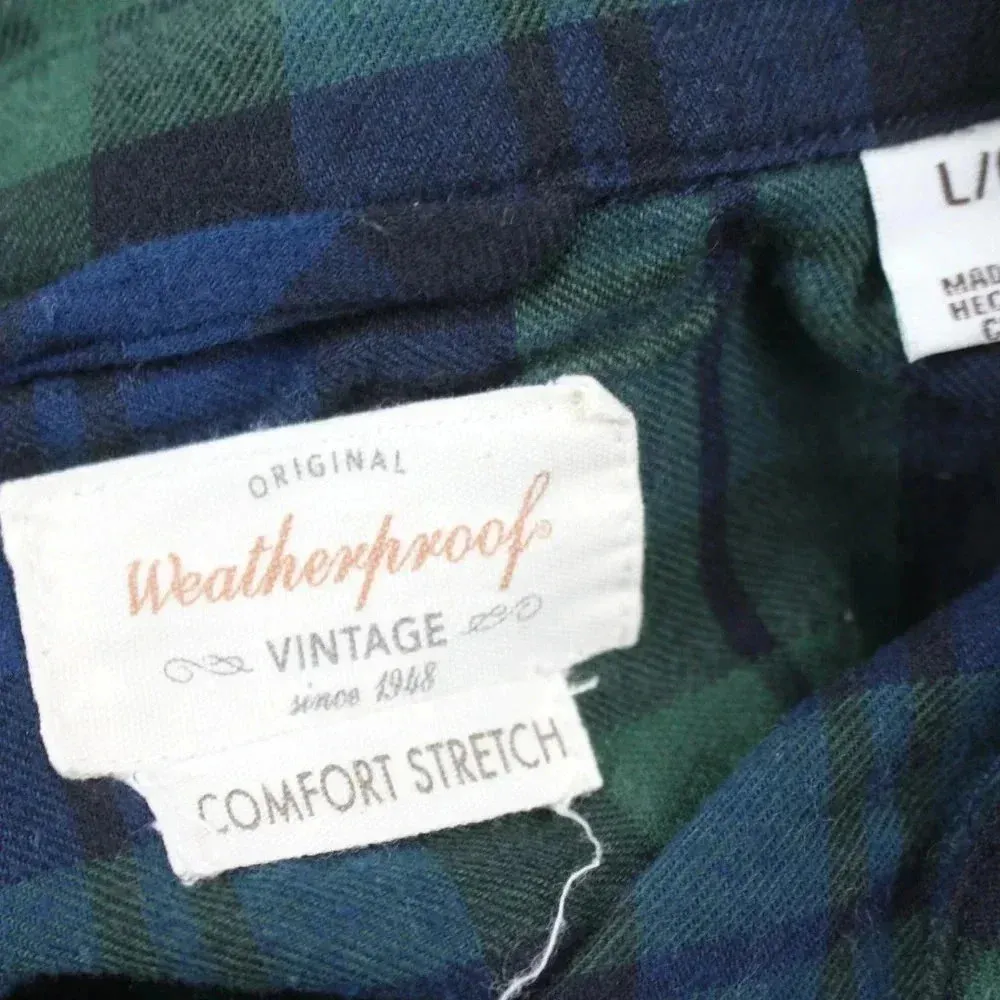 ORIGINAL
Weatherproof
VINTAGE
since 1948
COMFORT STRETCH
L/